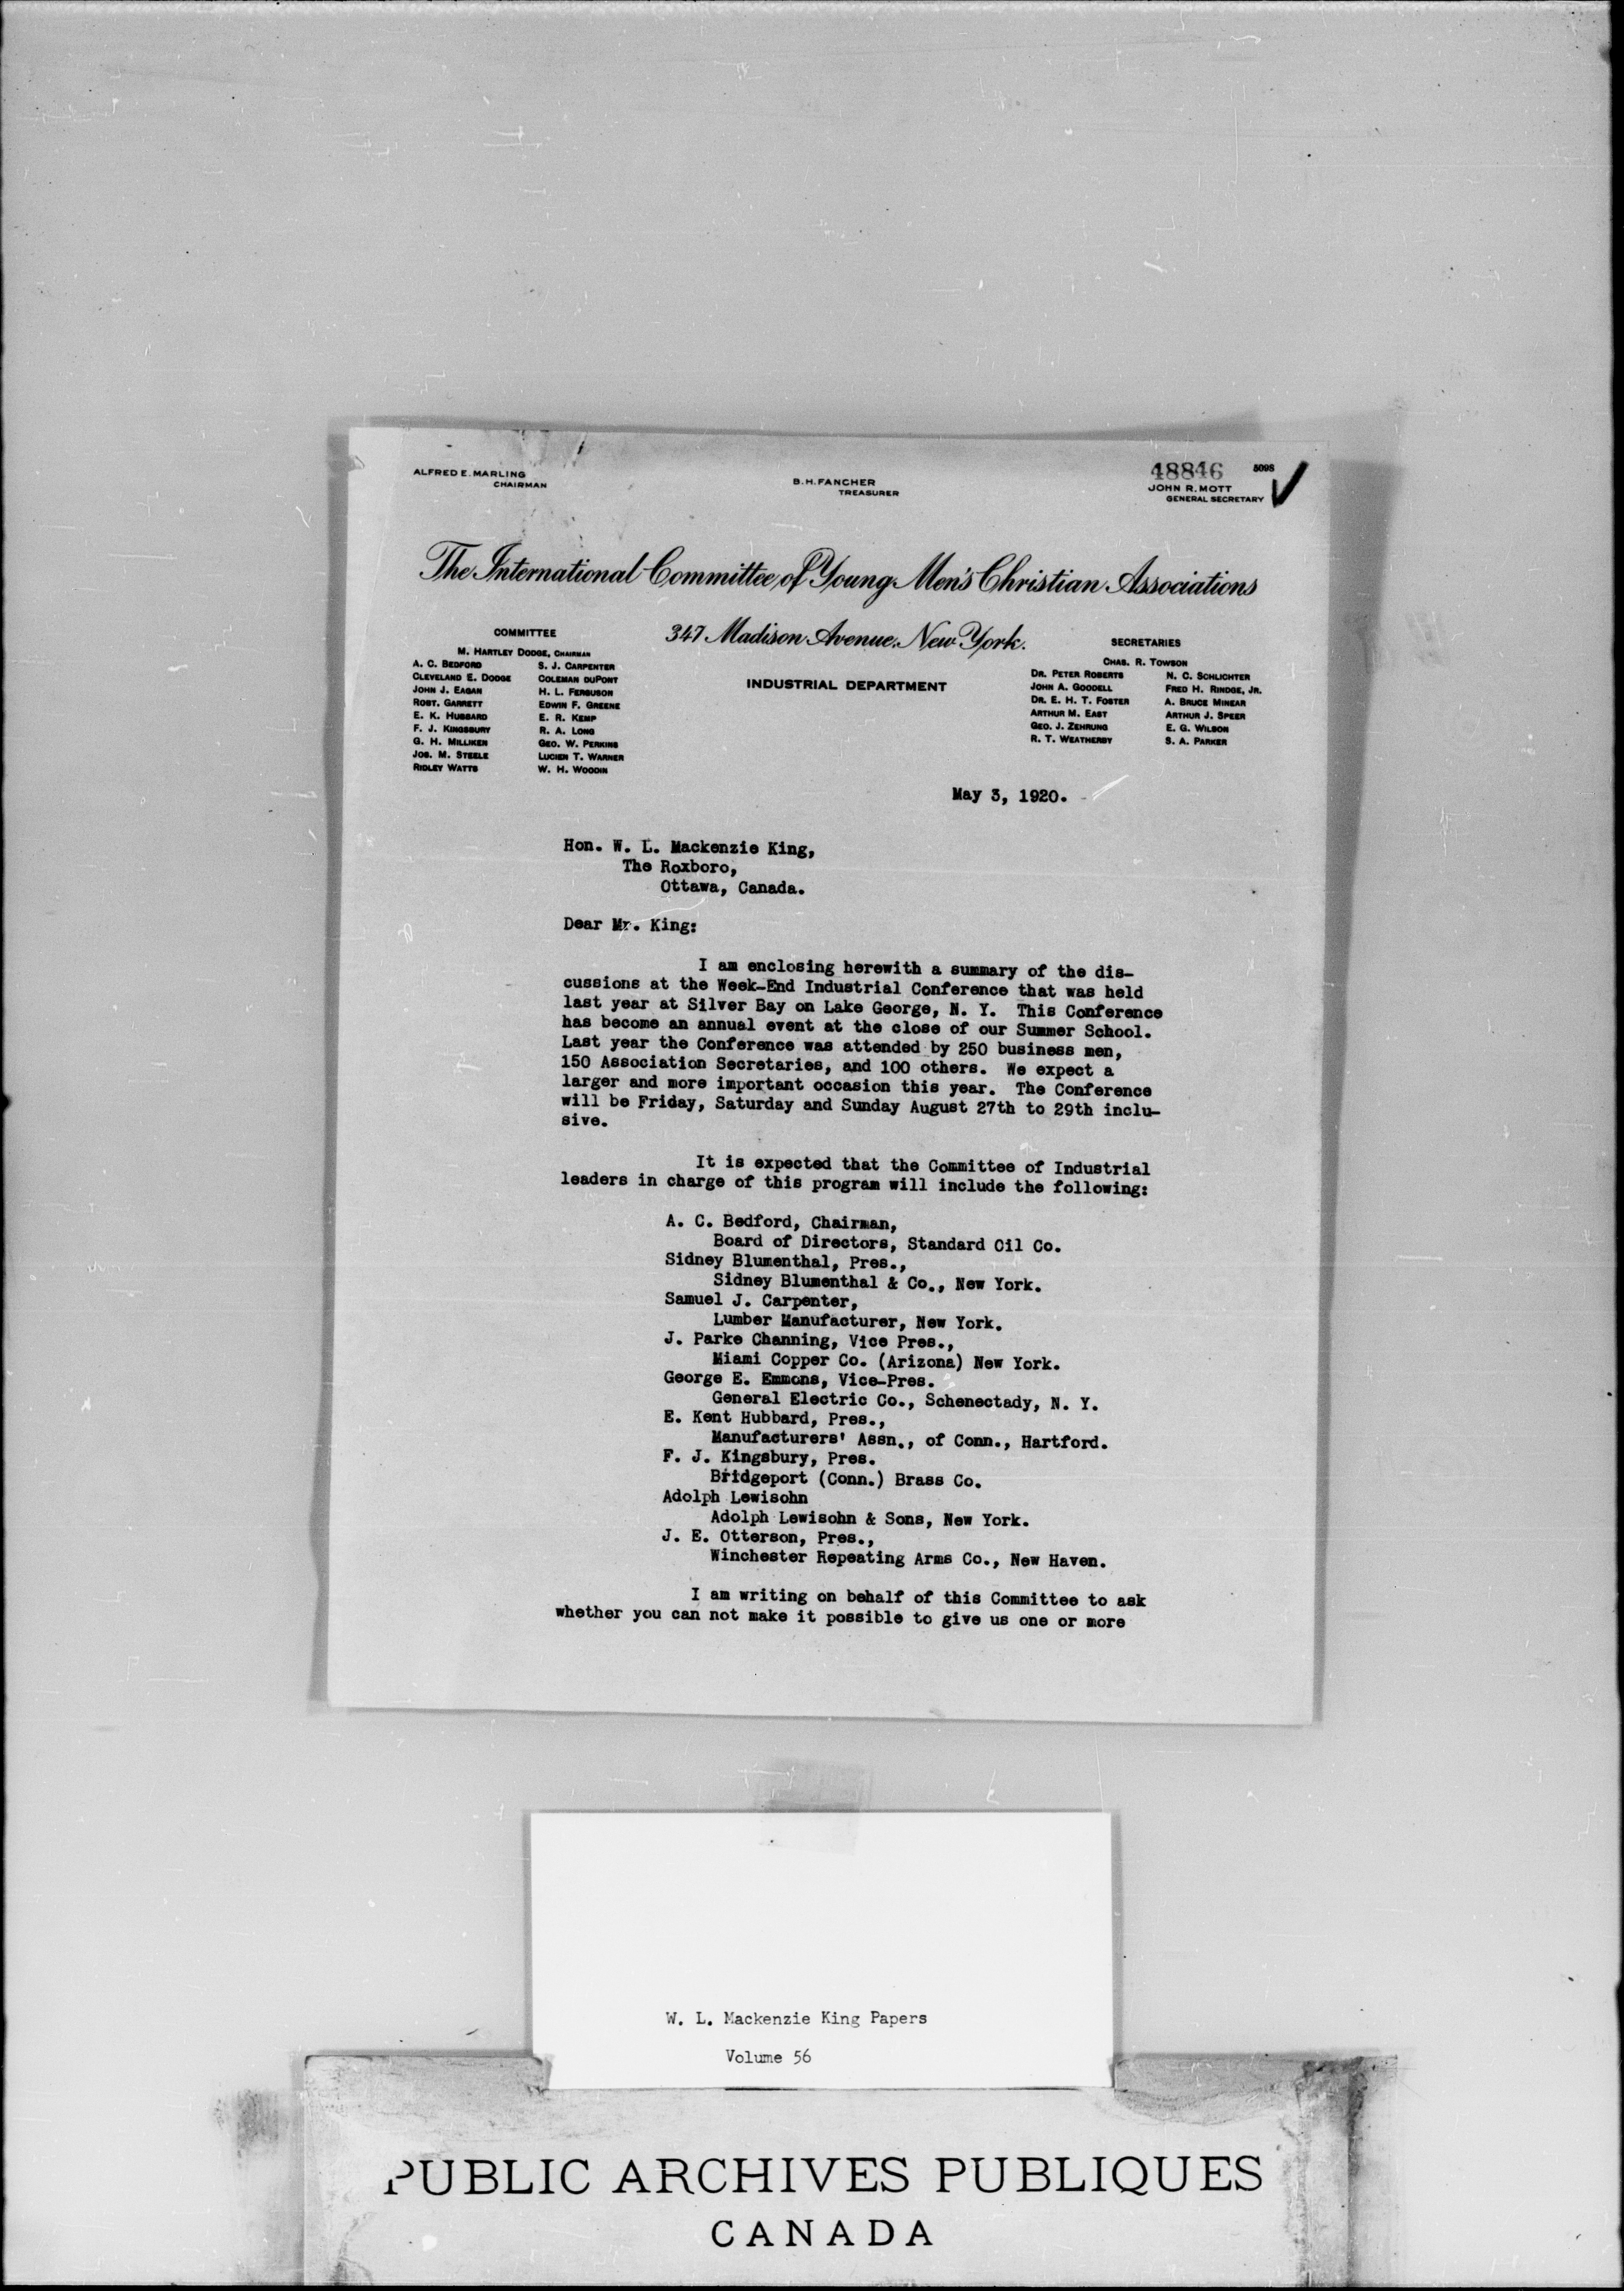 ALFRED E. MARLING
CHAIRMAN
B. H. FANCHER
TREASURER
48846
5098
JOHN R. MOTT
GENERAL SECRETARY
The International Committee of Young Men's Christian Associations
347 Madison Avenue, New York.
INDUSTRIAL DEPARTMENT
COMMITTEE
M. HARTLEY DODGE, CHAIRMAN
A. C. BEDFORD
CLEVELAND E. DODGE
JOHN J. EAGAN
ROBT. GARRETT
E. K. HUBBARD
F. J. KINGSBURY
G. H. MILLIKEN
JOS. M. STEELE
RIDLEY WATTS
S. J. CARPENTER
COLEMAN DUPONT
H. L. FERGUSON
EDWIN F. GREENE
E. R. KEMP
R. A. LONG
GEO. W. PERKINS
LUCIEN T. WARNER
W. H. WOODIN
SECRETARIES
CHAS. R. TOWSON
DR. PETER ROBERTS
JOHN A. GOODELL
DR. E. H. T. FOSTER
ARTHUR M. EAST
GEO. J. ZEHRUNG
R. T. WEATHERBY
N. C. SCHLICHTER
FRED H. RINDGE, JR.
A. BRUCE MINEAR
ARTHUR J. SPEER
E. G. WILSON
S. A. PARKER
May 3, 1920.
Hon. W. L. Mackenzie King,
The Roxboro,
Ottawa, Canada.
Dear Mr. King:
I am enclosing herewith a summary of the dis-
cussions at the Week-End Industrial Conference that was held
last year at Silver Bay on Lake George, N. Y. This Conference
has become an annual event at the close of our Summer School.
Last year the Conference was attended by 250 business men,
150 Association Secretaries, and 100 others. We expect a
larger and more important occasion this year. The Conference
will be Friday, Saturday and Sunday August 27th to 29th inclu-
sive.
It is expected that the Committee of Industrial
leaders in charge of this program will include the following:
A. C. Bedford, Chairman,
Board of Directors, Standard Oil Co.
Sidney Blumenthal, Pres.,
Sidney Blumenthal & Co., New York.
Samuel J. Carpenter,
Lumber Manufacturer, New York.
J. Parke Channing, Vice Pres.,
Miami Copper Co. (Arizona) New York.
George E. Emmons, Vice-Pres.
General Electric Co., Schenectady, N. Y.
E. Kent Hubbard, Pres.,
Manufacturers' Assn., of Conn., Hartford.
F. J. Kingsbury, Pres.
Bridgeport (Conn.) Brass Co.
Adolph Lewisohn
Adolph Lewisohn & Sons, New York.
J. E. Otterson, Pres.,
Winchester Repeating Arms Co., New Haven.
I am writing on behalf of this Committee to ask
whether you can not make it possible to give us one or more
W. L. Mackenzie King Papers
Volume 56
PUBLIC ARCHIVES PUBLIQUES
CANADA